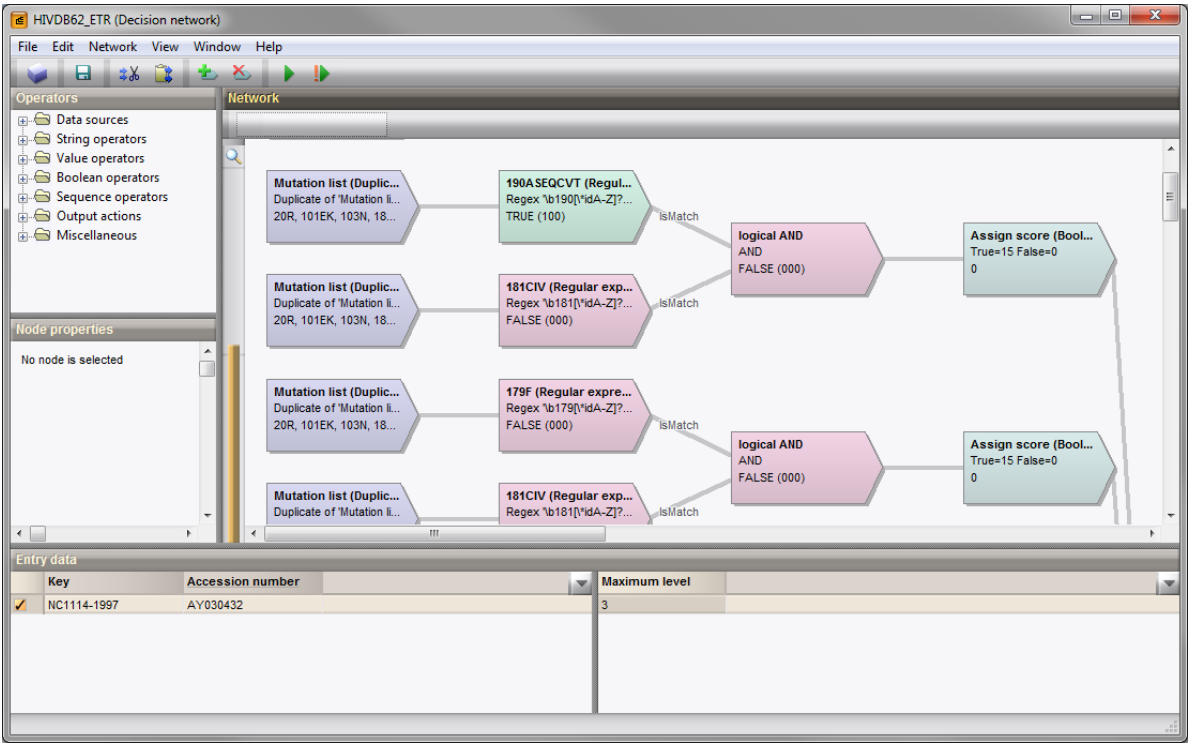 HIVDB62_ETR (Decision network)
File Edit Network View Window Help
Operators
Data sources
String operators
Value operators
Boolean operators
Sequence operators
Output actions
Miscellaneous
Node properties
No node is selected
Network
Mutation list (Duplic...
Duplicate of 'Mutation li...
20R, 101EK, 103N, 18...
190ASEQCVT (Regul...
Regex '\b190[\*idA-Z]?...
TRUE (100)
IsMatch
logical AND
AND
FALSE (000)
Assign score (Bool...
True=15 False=0
0
Mutation list (Duplic...
Duplicate of 'Mutation li...
20R, 101EK, 103N, 18...
181CIV (Regular exp...
Regex '\b181[\*idA-Z]?...
FALSE (000)
IsMatch
Mutation list (Duplic...
Duplicate of 'Mutation li...
20R, 101EK, 103N, 18...
179F (Regular expre...
Regex '\b179[\*idA-Z]?...
FALSE (000)
IsMatch
logical AND
AND
FALSE (000)
Assign score (Bool...
True=15 False=0
0
Mutation list (Duplic...
Duplicate of 'Mutation li...
181CIV (Regular exp...
Regex '\b181[\*idA-Z]?...
IsMatch
Entry data
Key Accession number Maximum level
NC1114-1997 AY030432 3